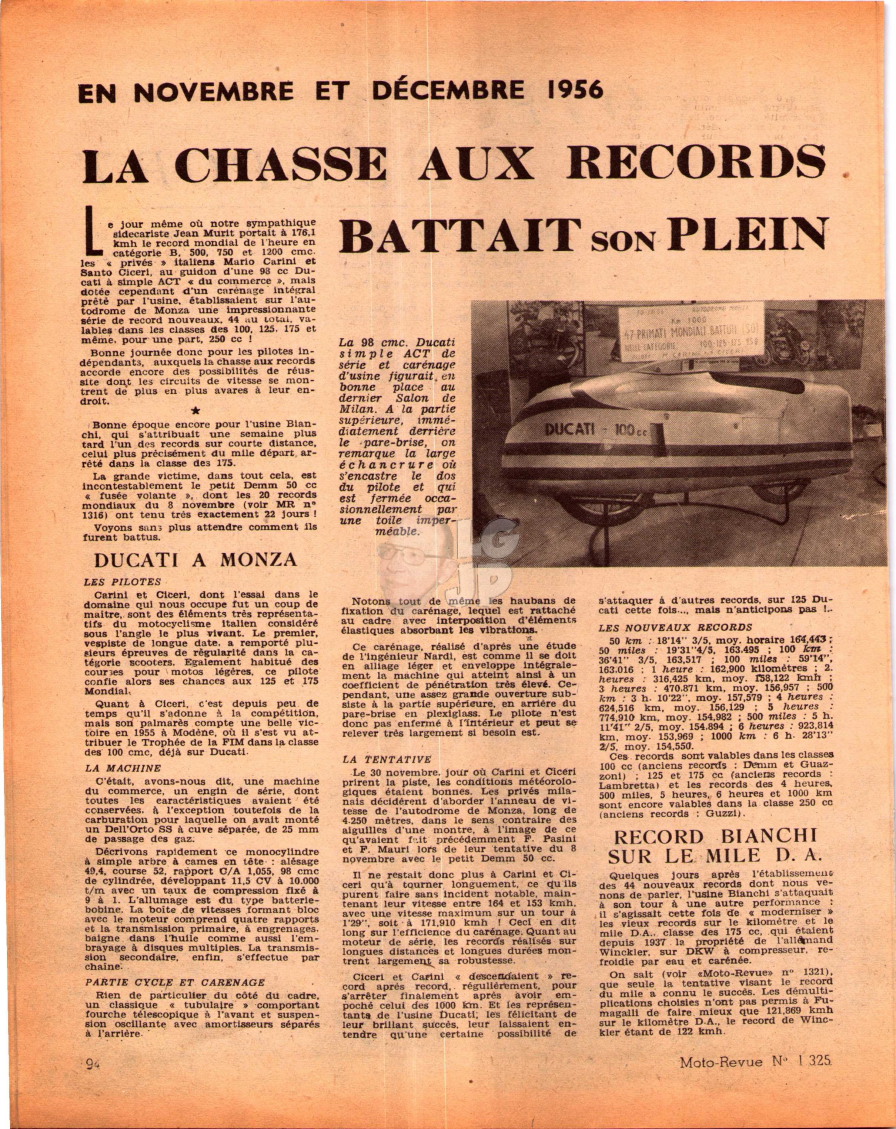 EN NOVEMBRE ET DÉCEMBRE 1956
LA CHASSE AUX RECORDS
BATTAIT SON PLEIN
Le jour même où notre sympathique
sidecariste Jean Murit portait à 176,1
kmh le record mondial de l'heure en
catégorie B, 500, 750 et 1200 cmc.
les « privés » italiens Mario Carini et
Santo Ciceri, au guidon d'une 98 cc Du-
cati à simple ACT « du commerce », mais
dotée cependant d'un carénage intégral
prêté par l'usine, établissaient sur l'au-
todrome de Monza une impressionnante
série de record nouveaux, 44 au total, va-
lables dans les classes des 100, 125, 175 et
même, pour une part, 250 cc !
Bonne journée donc pour les pilotes in-
dépendants, auxquels la chasse aux records
accorde encore des possibilités de réus-
site dont les circuits de vitesse se mon-
trent de plus en plus avares à leur en-
droit.
★
Bonne époque encore pour l'usine Bian-
chi, qui s'attribuait une semaine plus
tard l'un des records sur courte distance,
celui plus précisément du mile départ, ar-
rêté dans la classe des 175.
La grande victime, dans tout cela, est
incontestablement le petit Demm 50 cc
« fusée volante », dont les 20 records
mondiaux du 8 novembre (voir MR n°
1316) ont tenu très exactement 22 jours !
Voyons sans plus attendre comment ils
furent battus.
DUCATI A MONZA
LES PILOTES
Carini et Ciceri, dont l'essai dans le
domaine qui nous occupe fut un coup de
maitre, sont des éléments très représenta-
tifs du motocyclisme italien considéré
sous l'angle le plus vivant. Le premier,
vespiste de longue date, a remporté plu-
sieurs épreuves de régularité dans la ca-
tégorie scooters. Egalement habitué des
courses pour motos légères, ce pilote
confie alors ses chances aux 125 et 175
Mondial.
Quant à Ciceri, c'est depuis peu de
temps qu'il s'adonne à la compétition,
mais son palmarès compte une belle vic-
toire en 1955 à Modène, où il s'est vu at-
tribuer le Trophée de la FIM dans la classe
des 100 cmc, déjà sur Ducati.
LA MACHINE
C'était, avons-nous dit, une machine
du commerce, un engin de série, dont
toutes les caractéristiques avaient été
conservées, à l'exception toutefois de la
carburation pour laquelle on avait monté
un Dell'Orto SS à cuve séparée, de 25 mm
de passage des gaz.
Décrivons rapidement ce monocylindre
à simple arbre à cames en tête : alésage
49,4, course 52, rapport C/A 1,055, 98 cmc
de cylindrée, développant 11,5 CV à 10.000
t/m avec un taux de compression fixé à
9 à 1. L'allumage est du type batterie-
bobine. La boite de vitesses formant bloc
avec le moteur comprend quatre rapports
et la transmission primaire, à engrenages,
baigne dans l'huile comme aussi l'em-
brayage à disques multiples. La transmis-
sion secondaire, enfin, s'effectue par
chaîne.
PARTIE CYCLE ET CARENAGE
Rien de particulier du côté du cadre,
un classique « tubulaire » comportant
fourche télescopique à l'avant et suspen-
sion oscillante avec amortisseurs séparés
à l'arrière.
La 98 cmc. Ducati
simple ACT de
série et carénage
d'usine figurait, en
bonne place au
dernier Salon de
Milan. A la partie
supérieure, immé-
diatement derrière
le pare-brise, on
remarque la large
échancrure où
s'encastre le dos
du pilote et qui
est fermée occa-
sionnellement par
une toile imper-
méable.
Km 1000
47 PRIMATI MONDIALI BATTUTI
100-125-175
DUCATI - 100 cc
LG
JP
Notons tout de même les haubans de
fixation du carénage, lequel est rattaché
au cadre avec interposition d'éléments
élastiques absorbant les vibrations.
Ce carénage, réalisé d'après une étude
de l'ingénieur Nardi, est comme il se doit
en alliage léger et enveloppe intégrale-
ment la machine qui atteint ainsi à un
coefficient de pénétration très élevé. Ce-
pendant, une assez grande ouverture sub-
siste à la partie supérieure, en arrière du
pare-brise en plexiglass. Le pilote n'est
donc pas enfermé à l'intérieur et peut se
relever très largement si besoin est.
LA TENTATIVE
Le 30 novembre, jour où Carini et Ciceri
prirent la piste, les conditions météorolo-
giques étaient bonnes. Les privés mila-
nais décidèrent d'aborder l'anneau de vi-
tesse de l'autodrome de Monza, long de
4.250 mètres, dans le sens contraire des
aiguilles d'une montre, à l'image de ce
qu'avaient fait précédemment F. Pasini
et F. Mauri lors de leur tentative du 8
novembre avec le petit Demm 50 cc.
Il ne restait donc plus à Carini et Ci-
ceri qu'à tourner longuement, ce qu'ils
purent faire sans incident notable, main-
tenant leur vitesse entre 164 et 153 kmh,
avec une vitesse maximum sur un tour à
1'29", soit à 171,910 kmh ! Ceci en dit
long sur l'efficience du carénage. Quant au
moteur de série, les records réalisés sur
longues distances et longues durées mon-
trent largement sa robustesse.
Ciceri et Carini « descendaient » re-
cord après record, régulièrement, pour
s'arrêter finalement après avoir em-
poché celui des 1000 km. Et les représen-
tants de l'usine Ducati, les félicitant de
leur brillant succès, leur laissaient en-
tendre qu'une certaine possibilité de
s'attaquer à d'autres records, sur 125 Du-
cati cette fois..., mais n'anticipons pas !..
LES NOUVEAUX RECORDS
50 km : 18'14" 3/5, moy. horaire 164,443 ;
50 miles : 19'31"4/5, 163.495 ; 100 km :
36'41" 3/5, 163,517 ; 100 miles : 59'14",
163.016 ; 1 heure : 162,900 kilomètres ; 2.
heures : 316,425 km, moy. 158,122 kmh ;
3 heures : 470.871 km, moy. 156,957 ; 500
km : 3 h. 10'22", moy. 157,579 ; 4 heures :
624,516 km, moy. 156,129 ; 5 heures :
774,910 km, moy. 154,982 ; 500 miles : 5 h.
11'41" 2/5, moy. 154.894 ; 6 heures : 923,814
km, moy. 153,969 ; 1000 km : 6 h. 28'13"
2/5, moy. 154,550.
Ces records sont valables dans les classes
100 cc (anciens records : Demm et Guaz-
zoni) ; 125 et 175 cc (anciens records :
Lambretta) et les records des 4 heures,
500 miles, 5 heures, 6 heures et 1000 km
sont encore valables dans la classe 250 cc
(anciens records : Guzzi).
RECORD BIANCHI
SUR LE MILE D. A.
Quelques jours après l'établissement
des 44 nouveaux records dont nous ve-
nons de parler, l'usine Bianchi s'attaquait
à son tour à une autre performance :
il s'agissait cette fois de « moderniser »
les vieux records sur le kilomètre et le
mile D.A., classe des 175 cc, qui étaient
depuis 1937 la propriété de l'allemand
Winckler, sur DKW à compresseur, re-
froidie par eau et carénée.
On sait (voir «Moto-Revue» n° 1321),
que seule la tentative visant le record
du mile a connu le succès. Les démulti-
plications choisies n'ont pas permis à Fu-
magalli de faire mieux que 121,869 kmh
sur le kilomètre D.A., le record de Winc-
kler étant de 122 kmh.
94
Moto-Revue N° 1 325